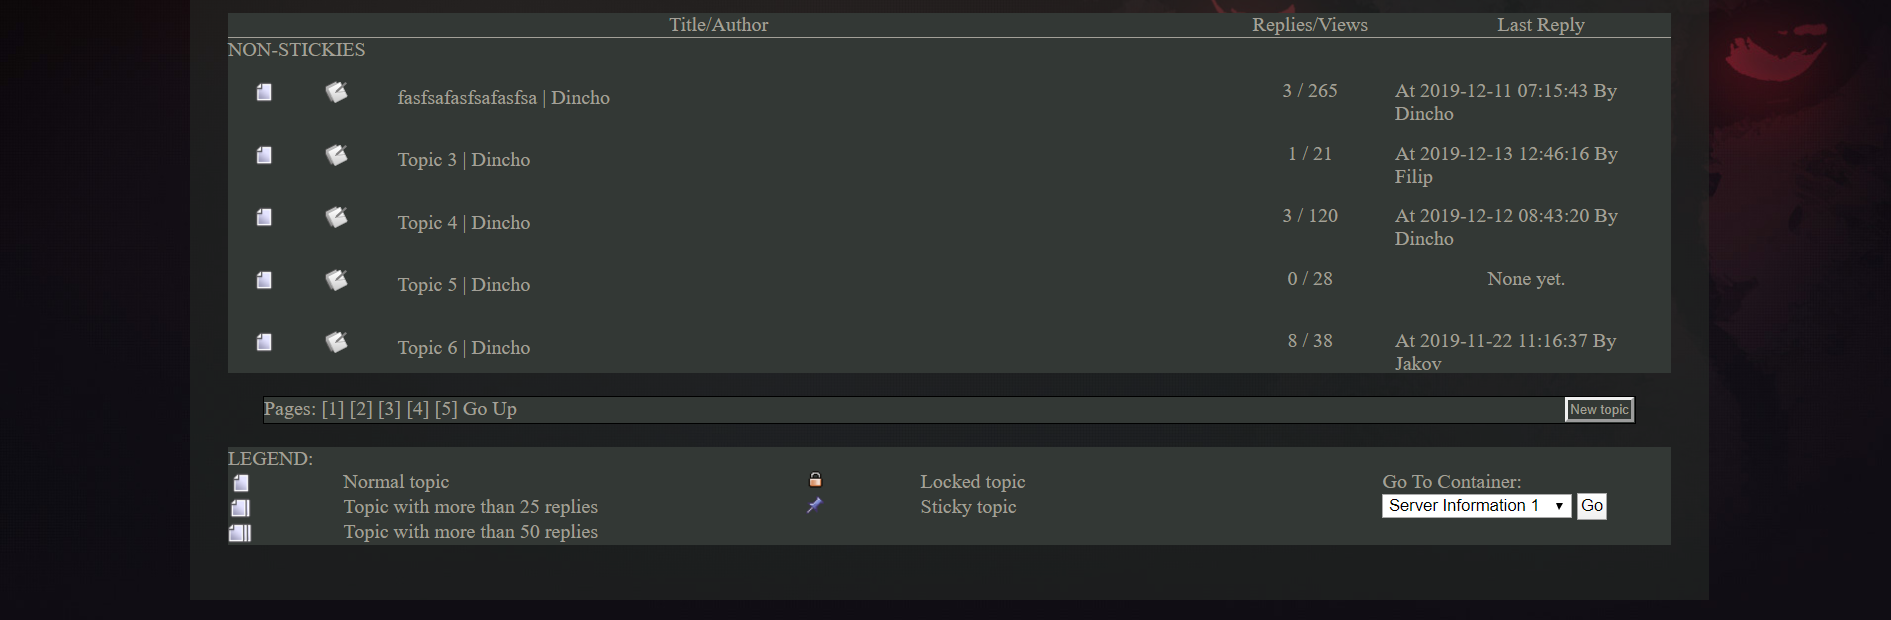 Title/Author Replies/Views Last Reply
NON-STICKIES
fasfsafasfsafasfsa | Dincho 3 / 265 At 2019-12-11 07:15:43 By
Dincho
Topic 3 | Dincho 1 / 21 At 2019-12-13 12:46:16 By
Filip
Topic 4 | Dincho 3 / 120 At 2019-12-12 08:43:20 By
Dincho
Topic 5 | Dincho 0 / 28 None yet.
Topic 6 | Dincho 8 / 38 At 2019-11-22 11:16:37 By
Jakov
Pages: [1] [2] [3] [4] [5] Go Up New topic
LEGEND:
Normal topic Locked topic Go To Container:
Topic with more than 25 replies Sticky topic Server Information 1 Go
Topic with more than 50 replies